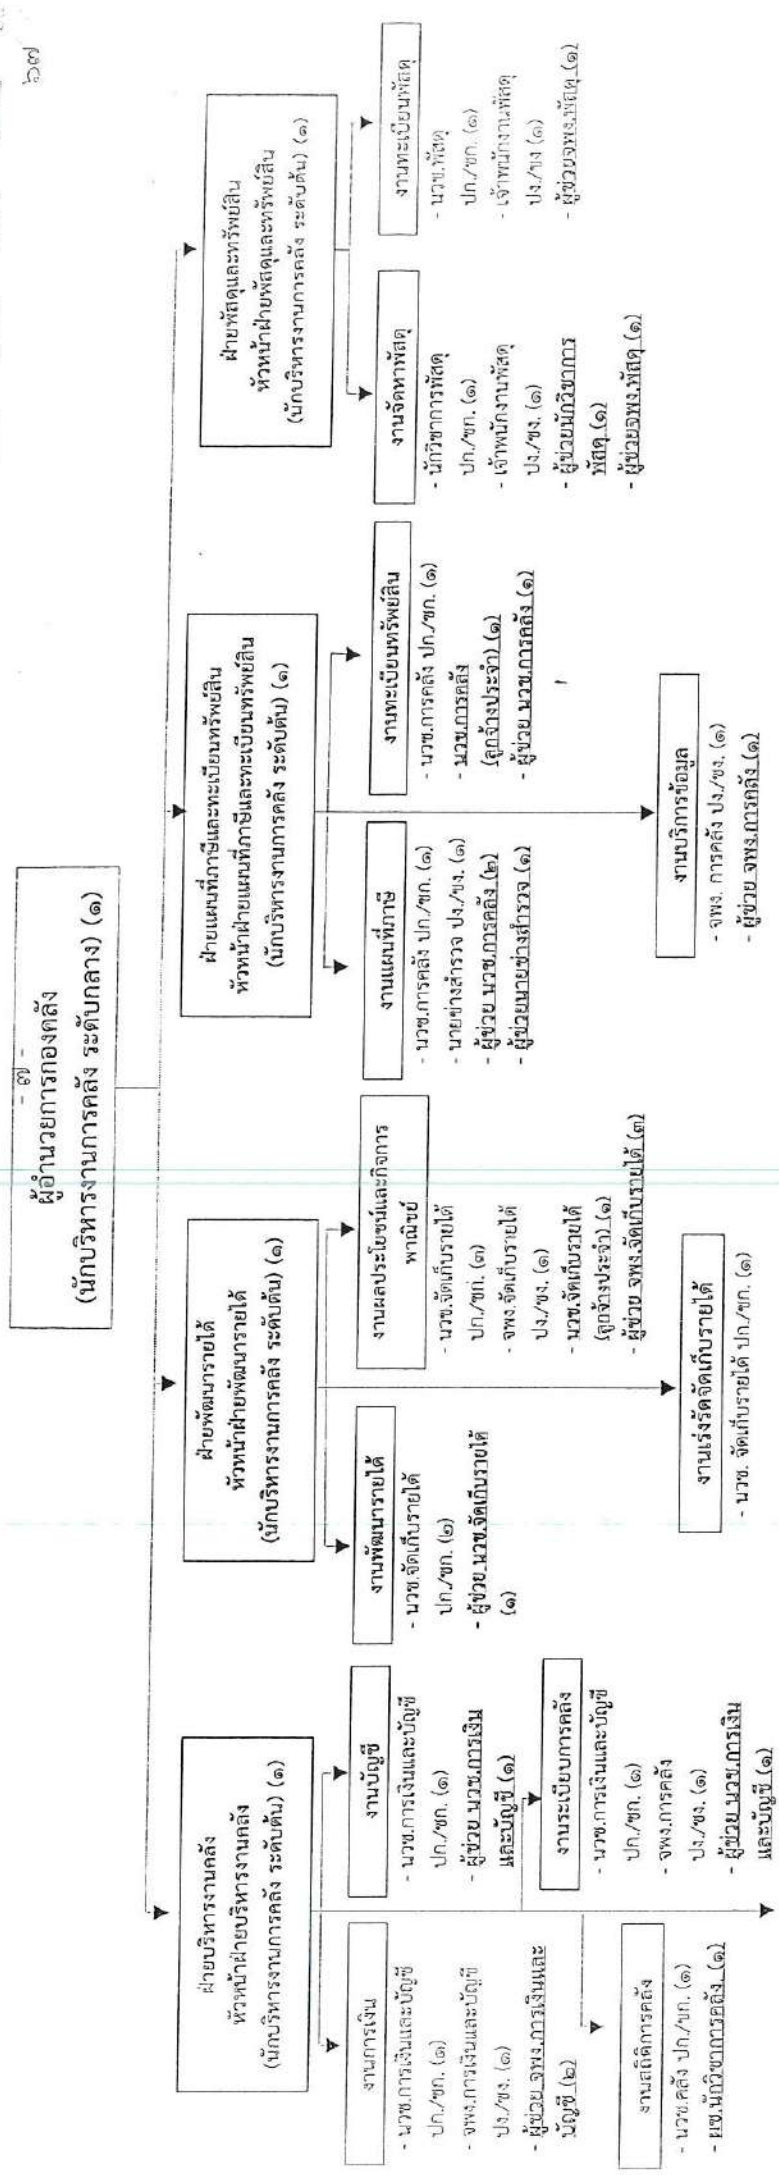 ๖๗
- ๗ -
ผู้อำนวยการกองคลัง
(นักบริหารงานการคลัง ระดับกลาง) (๑)
ฝ่ายบริหารงานคลัง
หัวหน้าฝ่ายบริหารงานคลัง
(นักบริหารงานการคลัง ระดับต้น) (๑)
งานการเงิน
- นวช.การเงินและบัญชี
ปก./ชก. (๑)
- จพง.การเงินและบัญชี
ปง./ชง. (๑)
- ผู้ช่วย จพง.การเงินและ
บัญชี (๒)
งานบัญชี
- นวช.การเงินและบัญชี
ปก./ชก. (๑)
- ผู้ช่วย นวช.การเงิน
และบัญชี (๑)
งานสถิติการคลัง
- นวช.คลัง ปก./ชก. (๑)
- ผช.นักวิชาการคลัง (๑)
งานระเบียบการคลัง
- นวช.การเงินและบัญชี
ปก./ชก. (๑)
- จพง.การคลัง
ปง./ชง. (๑)
- ผู้ช่วย นวช.การเงิน
และบัญชี (๑)
ฝ่ายพัฒนารายได้
หัวหน้าฝ่ายพัฒนารายได้
(นักบริหารงานการคลัง ระดับต้น) (๑)
งานพัฒนารายได้
- นวช.จัดเก็บรายได้
ปก./ชก. (๒)
- ผู้ช่วย นวช.จัดเก็บรายได้
(๑)
งานผลประโยชน์และกิจการ
พาณิชย์
- นวช.จัดเก็บรายได้
ปก./ชก. (๓)
- จพง.จัดเก็บรายได้
ปง./ชง. (๑)
- นวช.จัดเก็บรายได้
(ลูกจ้างประจำ) (๑)
- ผู้ช่วย จพง.จัดเก็บรายได้ (๓)
งานเร่งรัดจัดเก็บรายได้
- นวช. จัดเก็บรายได้ ปก./ชก. (๑)
ฝ่ายแผนที่ภาษีและทะเบียนทรัพย์สิน
หัวหน้าฝ่ายแผนที่ภาษีและทะเบียนทรัพย์สิน
(นักบริหารงานการคลัง ระดับต้น) (๑)
งานแผนที่ภาษี
- นวช.การคลัง ปก./ชก. (๑)
- นายช่างสำรวจ ปง./ชง. (๑)
- ผู้ช่วย นวช.การคลัง (๒)
- ผู้ช่วยนายช่างสำรวจ (๑)
งานทะเบียนทรัพย์สิน
- นวช.การคลัง ปก./ชก. (๑)
- นวช.การคลัง
(ลูกจ้างประจำ) (๑)
- ผู้ช่วย นวช.การคลัง (๑)
งานบริการข้อมูล
- จพง. การคลัง ปง./ชง. (๑)
- ผู้ช่วย จพง.การคลัง (๑)
ฝ่ายพัสดุและทรัพย์สิน
หัวหน้าฝ่ายพัสดุและทรัพย์สิน
(นักบริหารงานการคลัง ระดับต้น) (๑)
งานจัดหาพัสดุ
- นักวิชาการพัสดุ
ปก./ชก. (๑)
- เจ้าพนักงานพัสดุ
ปง./ชง. (๑)
- ผู้ช่วยนักวิชาการ
พัสดุ (๑)
- ผู้ช่วยจพง.พัสดุ (๑)
งานทะเบียนพัสดุ
- นวช.พัสดุ
ปก./ชก. (๑)
- เจ้าพนักงานพัสดุ
ปง./ชง (๑)
- ผู้ช่วยจพง.พัสดุ (๑)